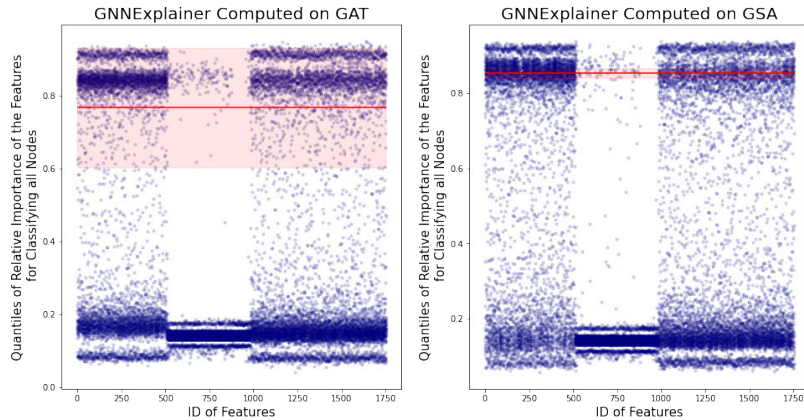 GNNExplainer Computed on GAT
Quantiles of Relative Importance of the Features
for Classifying all Nodes
0.8
0.6
0.4
0.2
0.0
0 250 500 750 1000 1250 1500 1750
ID of Features
GNNExplainer Computed on GSA
Quantiles of Relative Importance of the Features
for Classifying all Nodes
0.8
0.6
0.4
0.2
0 250 500 750 1000 1250 1500 1750
ID of Features